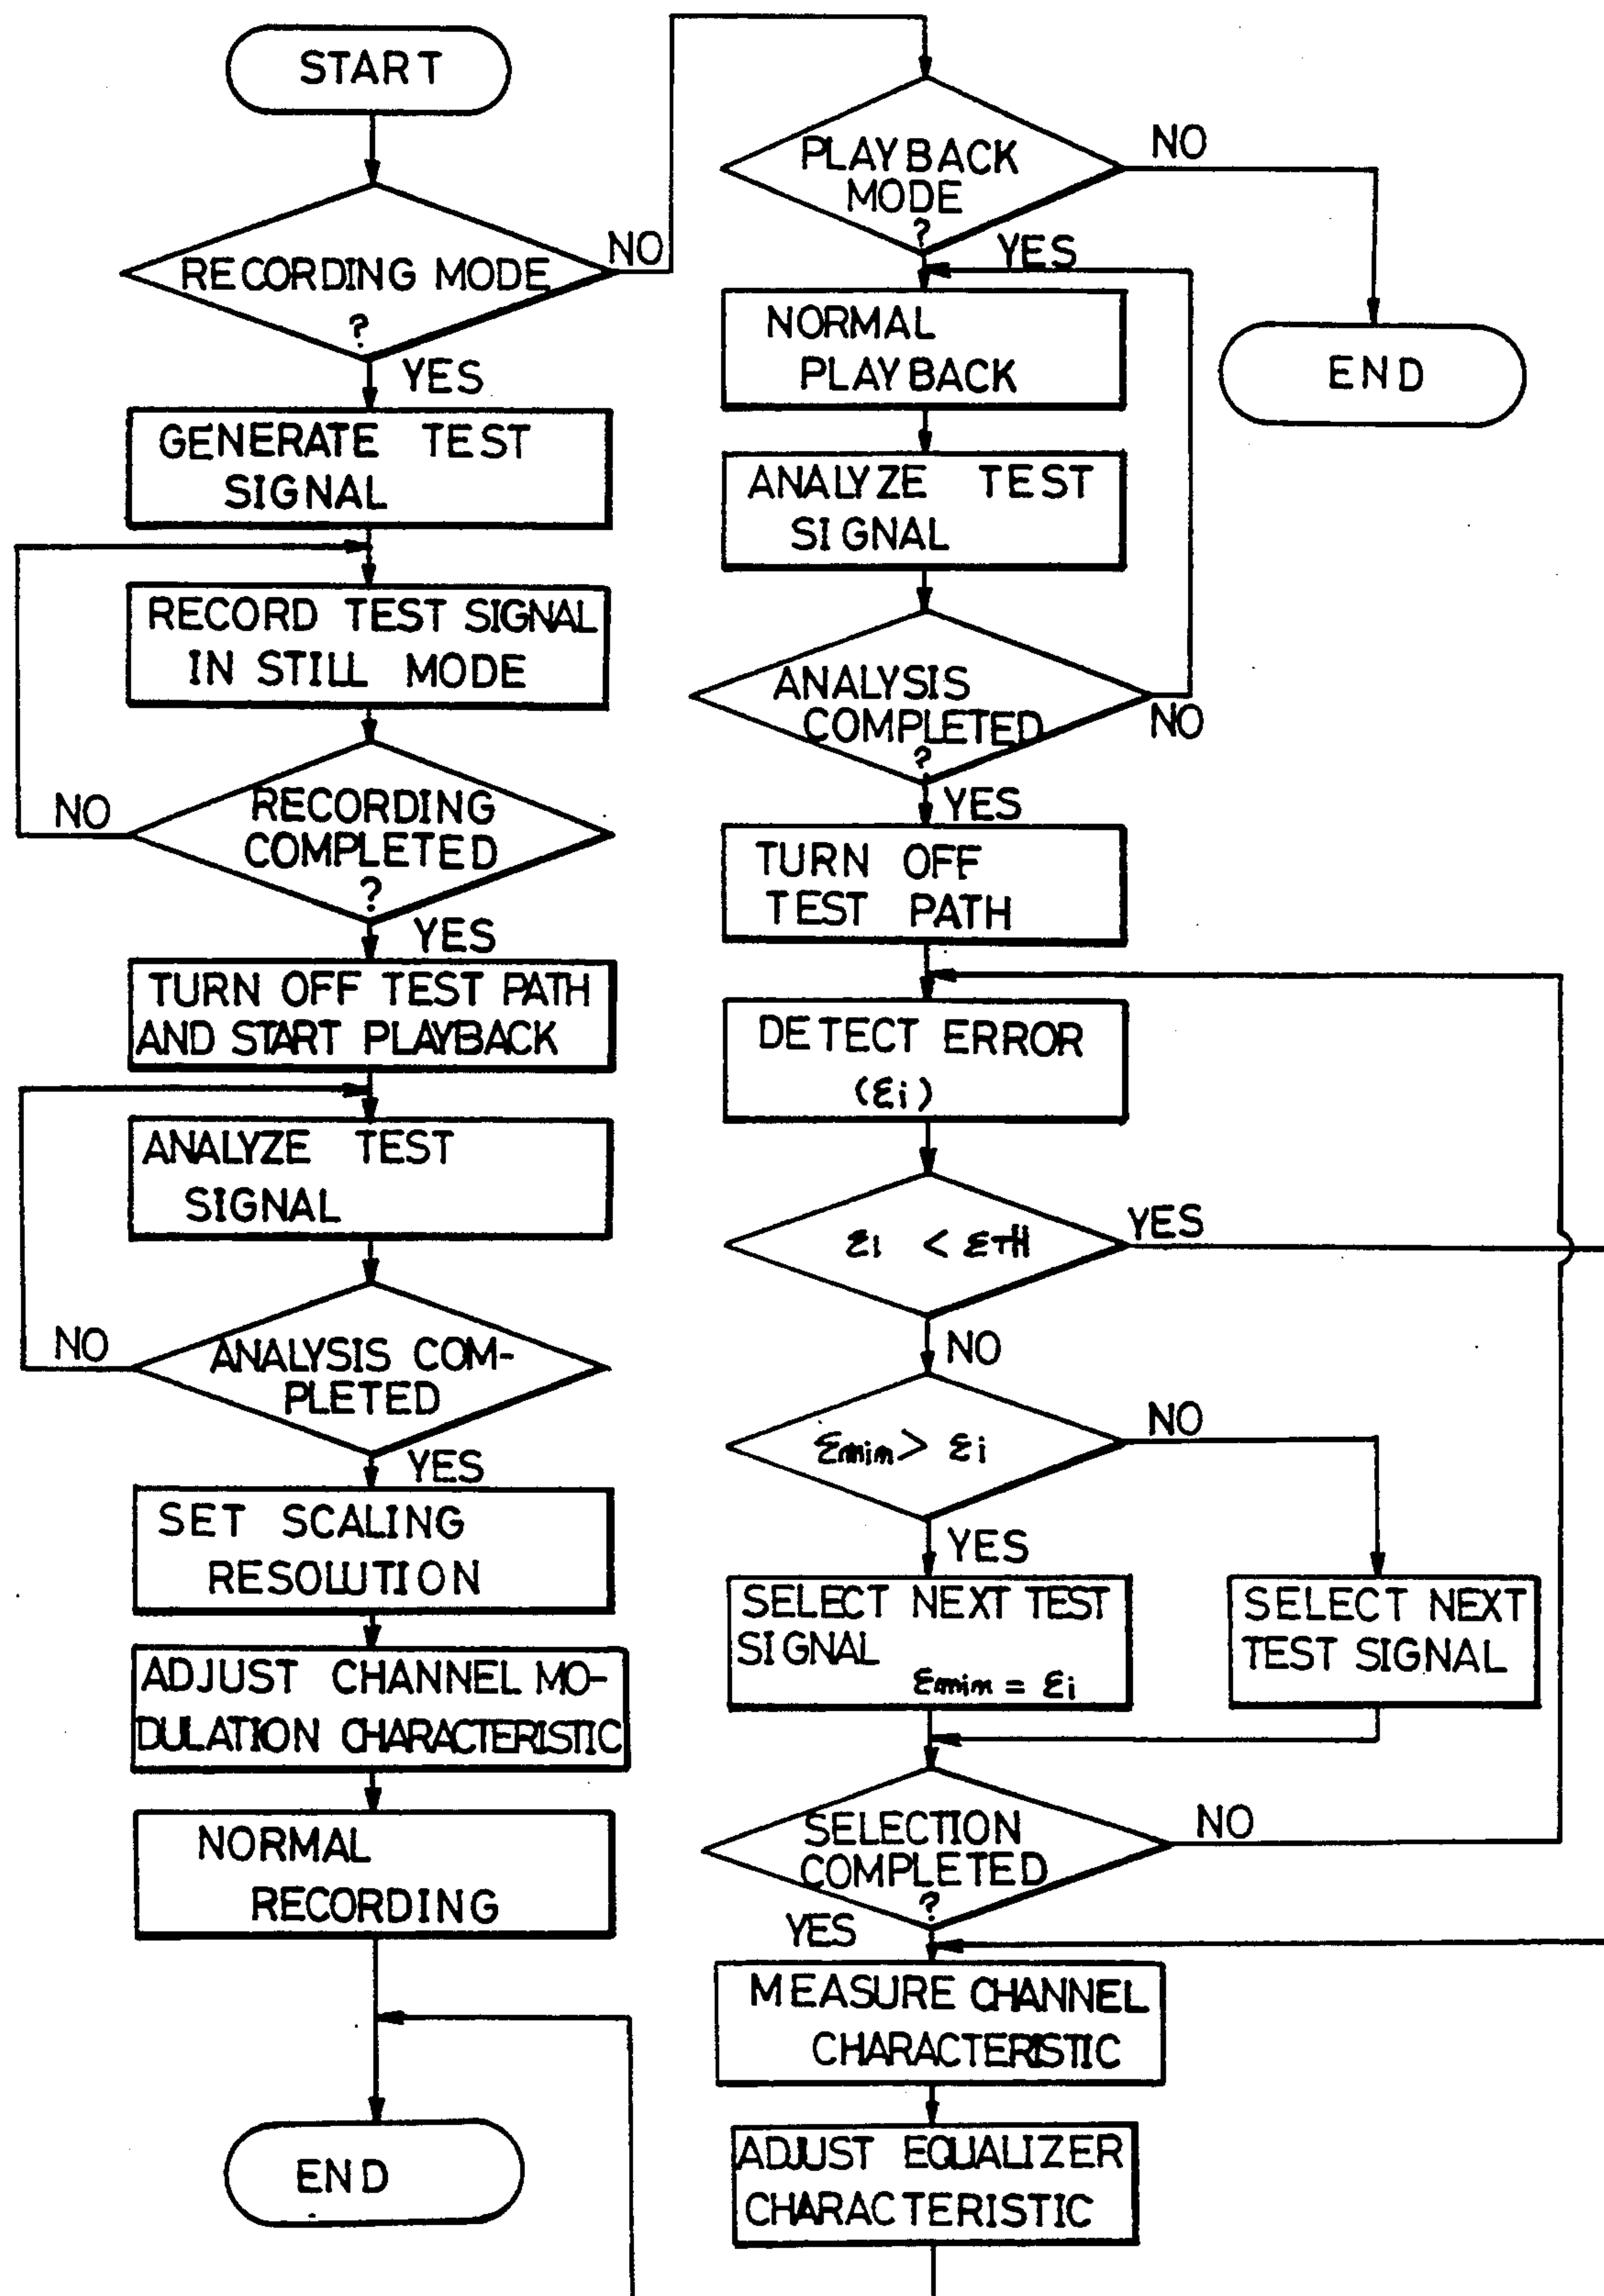 START
RECORDING MODE
?
NO
YES
GENERATE TEST
SIGNAL
RECORD TEST SIGNAL
IN STILL MODE
NO
RECORDING
COMPLETED
?
YES
TURN OFF TEST PATH
AND START PLAYBACK
ANALYZE TEST
SIGNAL
NO
ANALYSIS COM-
PLETED
YES
SET SCALING
RESOLUTION
ADJUST CHANNEL MO-
DULATION CHARACTERISTIC
NORMAL
RECORDING
END
PLAYBACK
MODE
?
NO
END
YES
NORMAL
PLAYBACK
ANALYZE TEST
SIGNAL
ANALYSIS
COMPLETED
?
NO
YES
TURN OFF
TEST PATH
DETECT ERROR
(εi)
εi < εTH
YES
NO
εmin > εi
NO
YES
SELECT NEXT TEST
SIGNAL
εmin = εi
SELECT NEXT
TEST SIGNAL
SELECTION
COMPLETED
?
NO
YES
MEASURE CHANNEL
CHARACTERISTIC
ADJUST EQUALIZER
CHARACTERISTIC